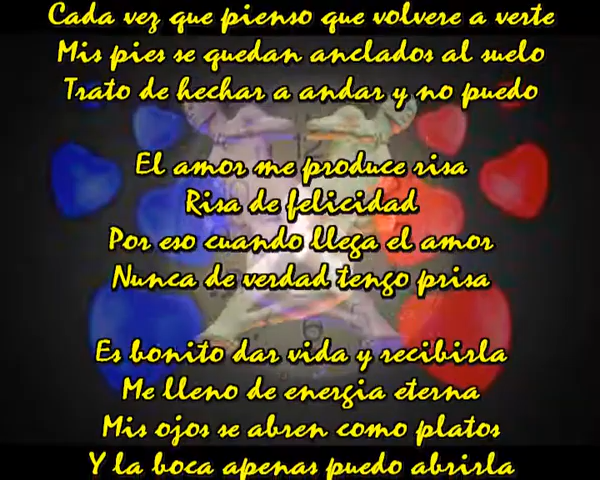 Cada vez que pienso que volvere a verte
Mis pies se quedan anclados al suelo
Trato de hechar a andar y no puedo
El amor me produce risa
Risa de felicidad
Por eso cuando llega el amor
Nunca de verdad tengo prisa
Es bonito dar vida y recibirla
Me lleno de energia eterna
Mis ojos se abren como platos
Y la boca apenas puedo abrirla